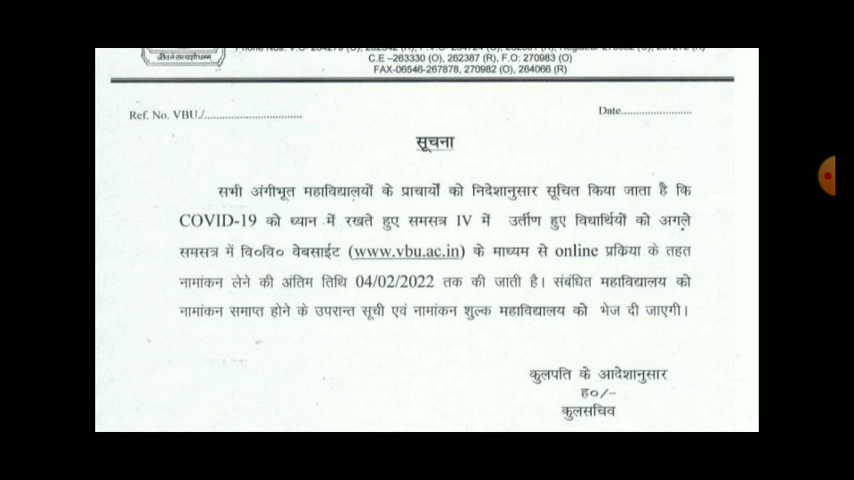 C.E –263330 (O), 262387 (R), F.O: 270983 (O)
FAX-06546-267878, 270982 (O), 264066 (R)
Ref. No. VBU./................................ Date.......................
सूचना
सभी अंगीभूत महाविद्यालयों के प्राचार्यों को निदेशानुसार सूचित किया जाता है कि
COVID-19 को ध्यान में रखते हुए समसत्र IV में उर्तीण हुए विधार्थियों को अगले
समसत्र में वि०वि० वेबसाईट (www.vbu.ac.in) के माध्यम से online प्रकिया के तहत
नामांकन लेने की अंतिम तिथि 04/02/2022 तक की जाती है। संबंधित महाविद्यालय को
नामांकन समाप्त होने के उपरान्त सूची एवं नामांकन शुल्क महाविद्यालय को भेज दी जाएगी।
कुलपति के आदेशानुसार
ह०/-
कुलसचिव